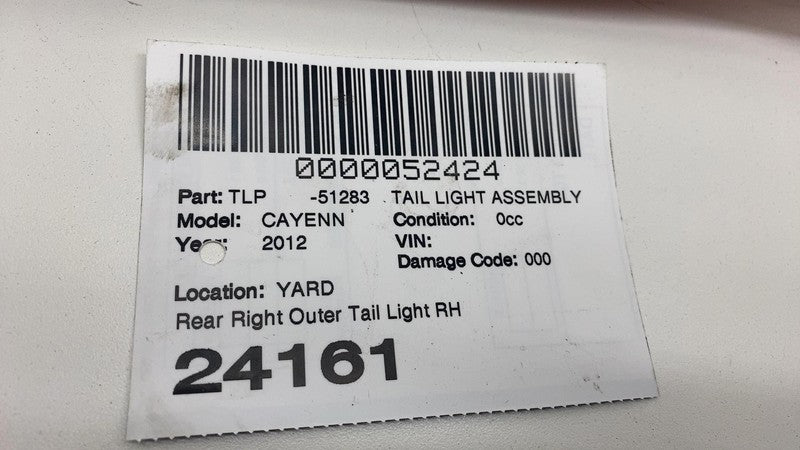 0000052424
Part: TLP -51283 TAIL LIGHT ASSEMBLY
Model: CAYENN Condition: 0cc
Year: 2012 VIN:
Damage Code: 000
Location: YARD
Rear Right Outer Tail Light RH
24161